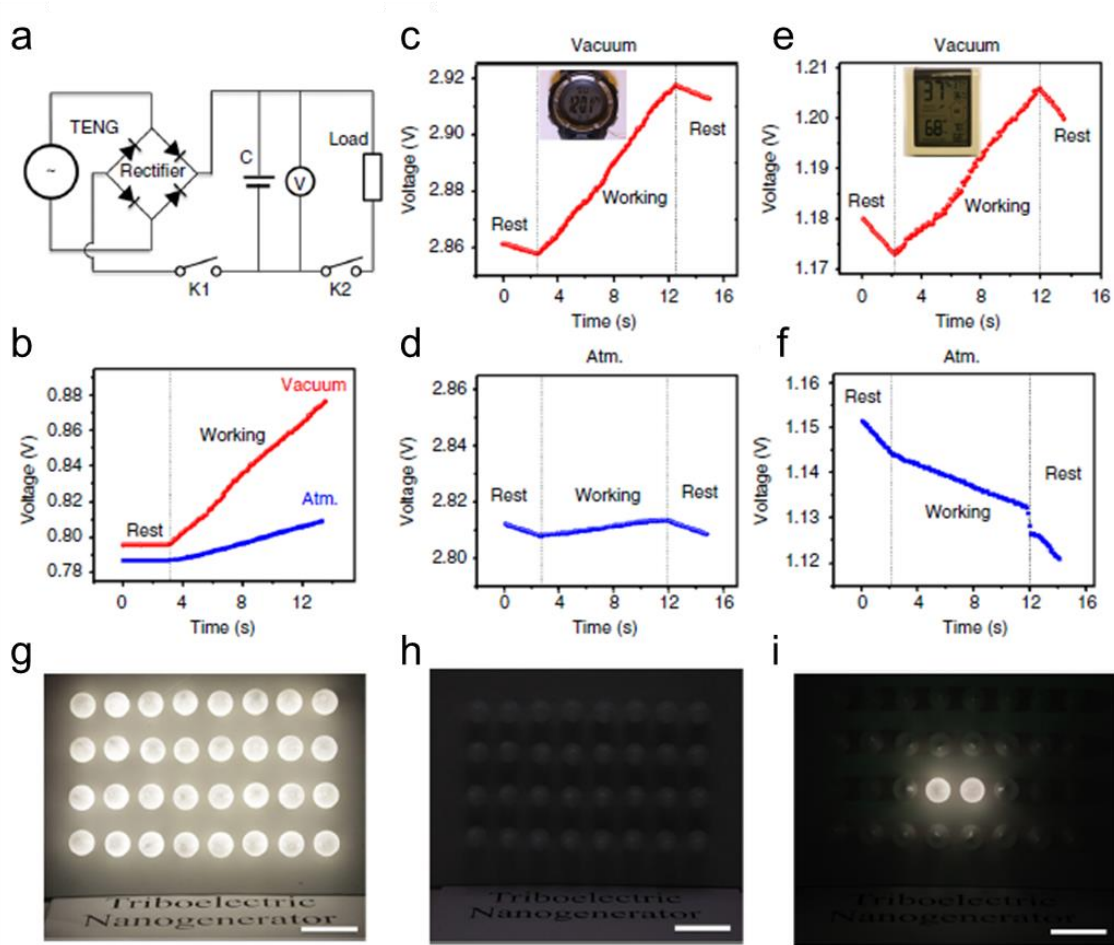 a
TENG
~
Rectifier
C
V
Load
K1
K2
b
Voltage (V)
0.88
0.86
0.84
0.82
0.80
0.78
Vacuum
Working
Atm.
Rest
0 4 8 12
Time (s)
c
Vacuum
Voltage (V)
2.92
2.90
2.88
2.86
1201
Rest
Working
Rest
0 4 8 12 16
Time (s)
d
Atm.
Voltage (V)
2.86
2.84
2.82
2.80
Rest
Working
Rest
0 4 8 12 16
Time (s)
e
Vacuum
Voltage (V)
1.21
1.20
1.19
1.18
1.17
37
68
Rest
Working
Rest
0 4 8 12 16
Time (s)
f
Atm.
Voltage (V)
1.16
1.15
1.14
1.13
1.12
Rest
Working
Rest
0 4 8 12 16
Time (s)
g
Triboelectric
Nanogenerator
h
Triboelectric
Nanogenerator
i
Triboelectric
Nanogenerator